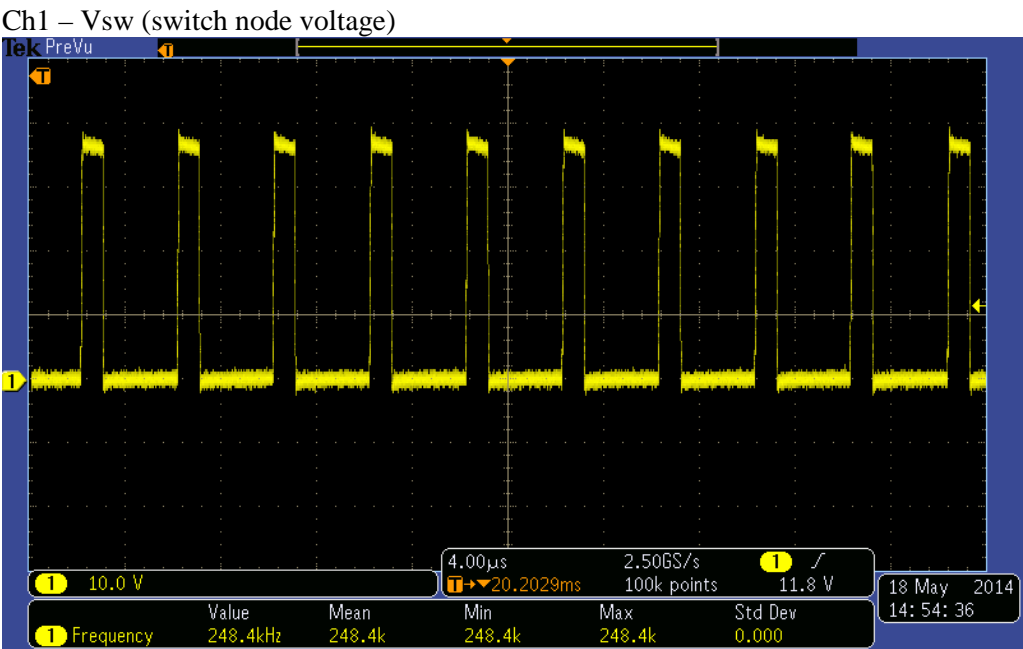 Ch1 – Vsw (switch node voltage)
Tek PreVu T
T
1
4.00µs 2.50GS/s 1
1 10.0 V T→▼20.2029ms 100k points 11.8 V
18 May 2014
14:54:36
Value Mean Min Max Std Dev
1 Frequency 248.4kHz 248.4k 248.4k 248.4k 0.000